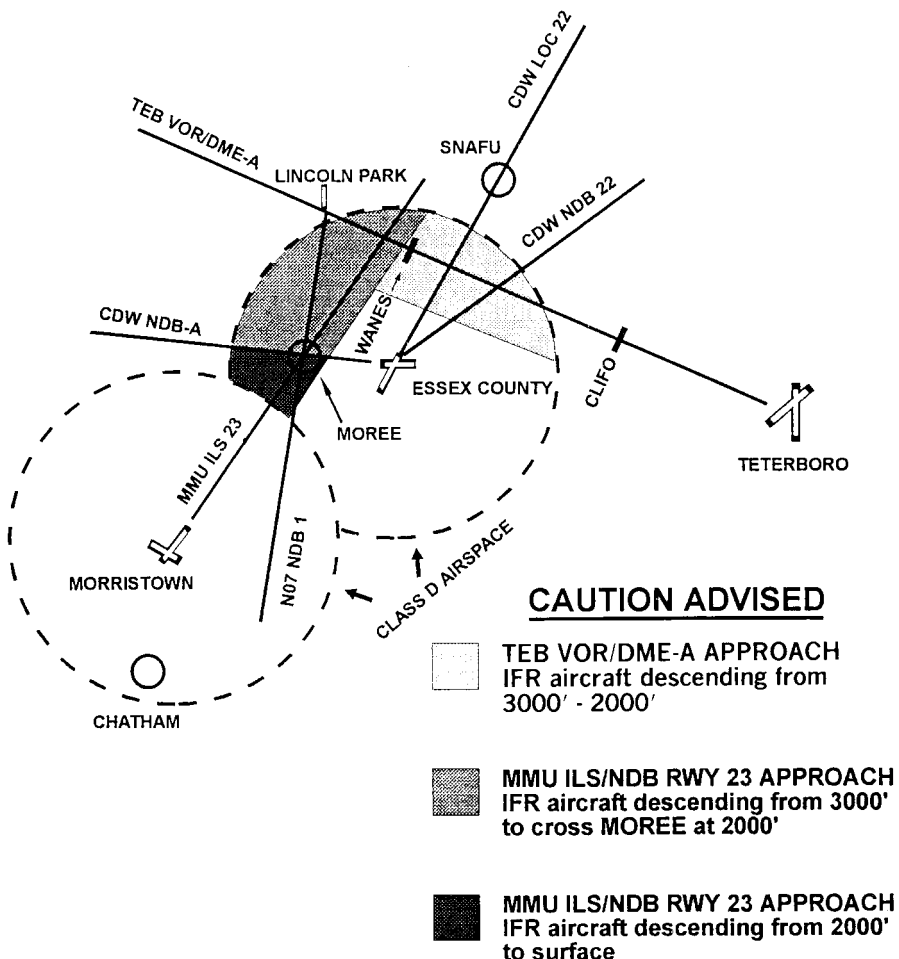 CDW LOC 22
TEB VOR/DME-A
SNAFU
LINCOLN PARK
CDW NDB 22
WANES
CDW NDB-A
ESSEX COUNTY
CLIFO
MOREE
MMU ILS 23
TETERBORO
N07 NDB 1
MORRISTOWN
CLASS D AIRSPACE
CHATHAM
CAUTION ADVISED
TEB VOR/DME-A APPROACH
IFR aircraft descending from
3000' - 2000'
MMU ILS/NDB RWY 23 APPROACH
IFR aircraft descending from 3000'
to cross MOREE at 2000'
MMU ILS/NDB RWY 23 APPROACH
IFR aircraft descending from 2000'
to surface